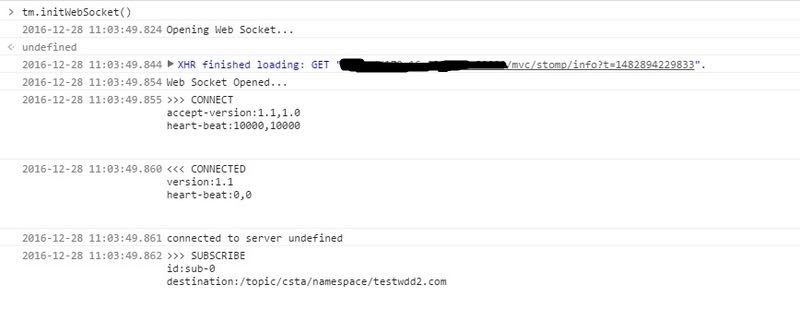 > tm.initWebSocket()
2016-12-28 11:03:49.824 Opening Web Socket...
undefined
2016-12-28 11:03:49.844 XHR finished loading: GET "/mvc/stomp/info?t=1482894229833".
2016-12-28 11:03:49.854 Web Socket Opened...
2016-12-28 11:03:49.855 >>> CONNECT
accept-version:1.1,1.0
heart-beat:10000,10000
2016-12-28 11:03:49.860 <<< CONNECTED
version:1.1
heart-beat:0,0
2016-12-28 11:03:49.861 connected to server undefined
2016-12-28 11:03:49.862 >>> SUBSCRIBE
id:sub-0
destination:/topic/csta/namespace/testwdd2.com